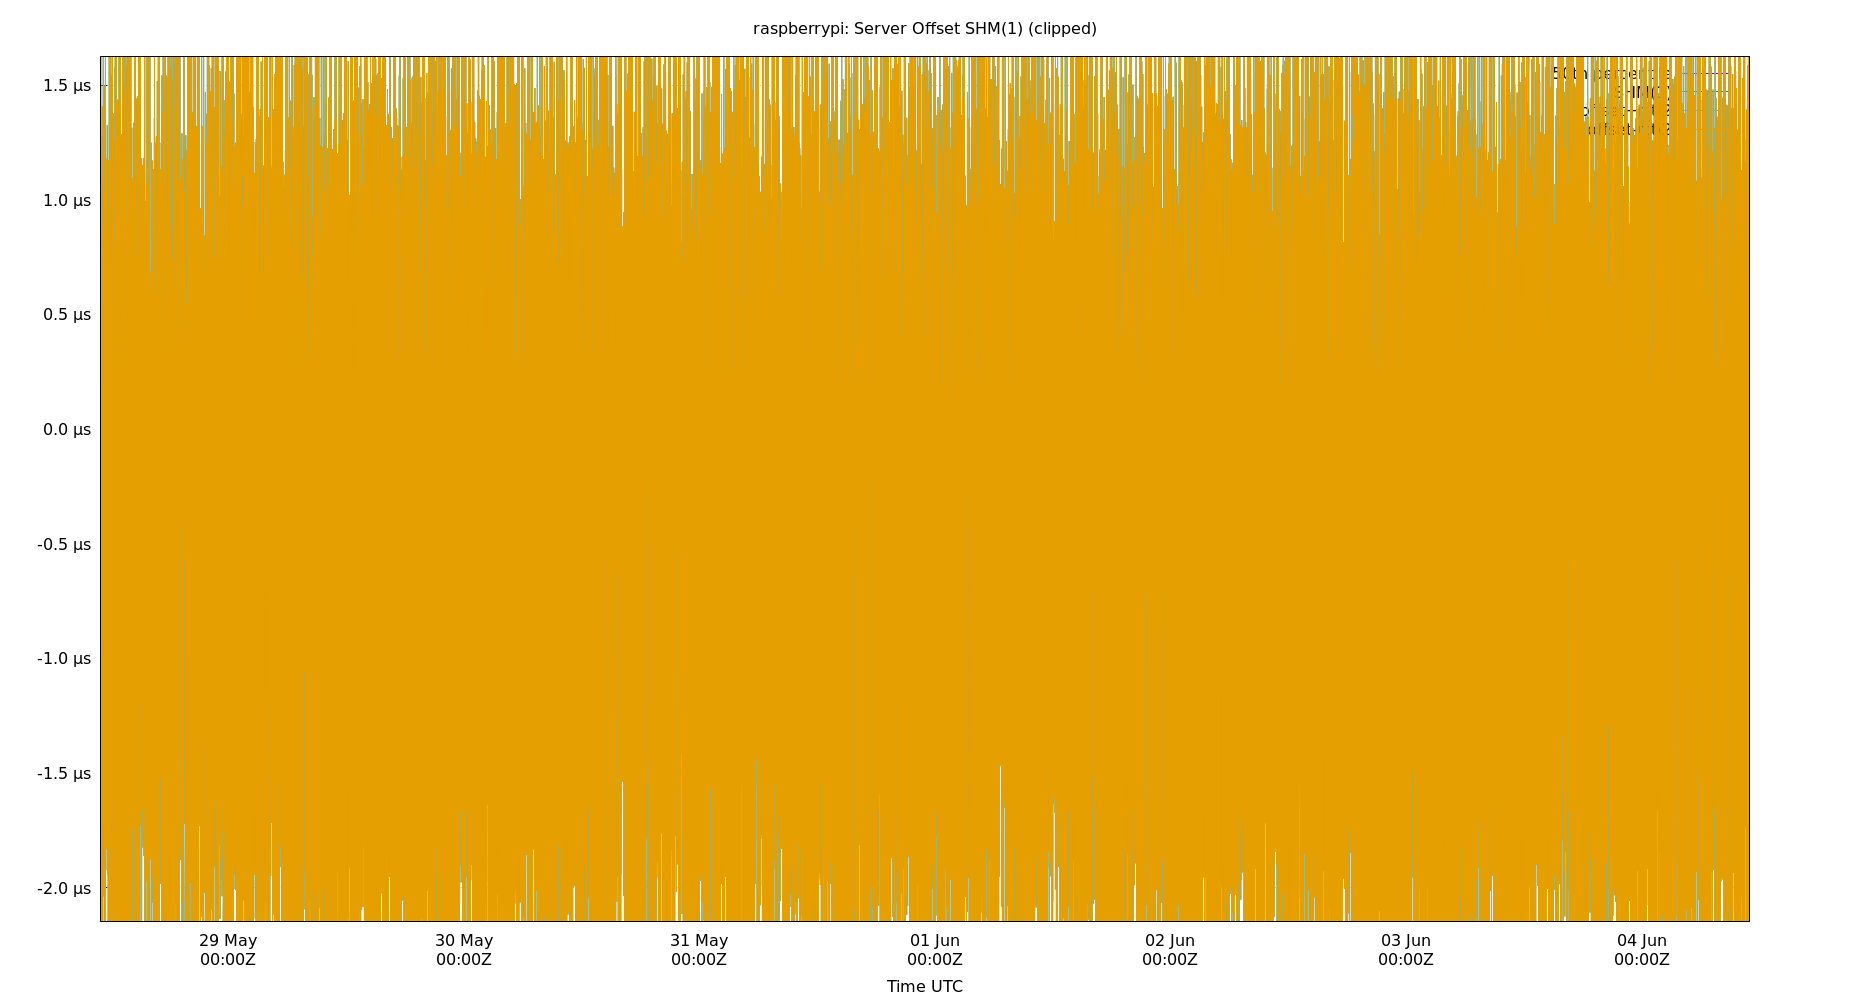 raspberrypi: Server Offset SHM(1) (clipped)
1.5 µs
1.0 µs
0.5 µs
0.0 µs
-0.5 µs
-1.0 µs
-1.5 µs
-2.0 µs
29 May 30 May 31 May 01 Jun 02 Jun 03 Jun 04 Jun
00:00Z 00:00Z 00:00Z 00:00Z 00:00Z 00:00Z 00:00Z
Time UTC